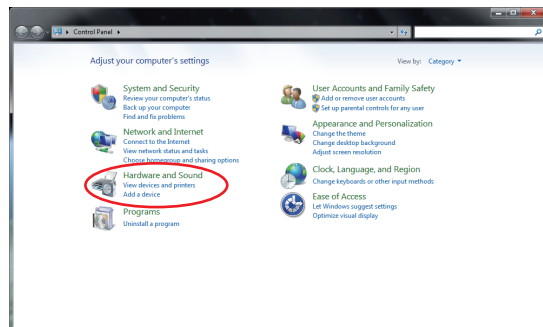 Control Panel
Adjust your computer's settings
View by: Category
System and Security
Review your computer's status
Back up your computer
Find and fix problems
Network and Internet
Connect to the Internet
View network status and tasks
Choose homegroup and sharing options
Hardware and Sound
View devices and printers
Add a device
Programs
Uninstall a program
User Accounts and Family Safety
Add or remove user accounts
Set up parental controls for any user
Appearance and Personalization
Change the theme
Change desktop background
Adjust screen resolution
Clock, Language, and Region
Change keyboards or other input methods
Ease of Access
Let Windows suggest settings
Optimize visual display